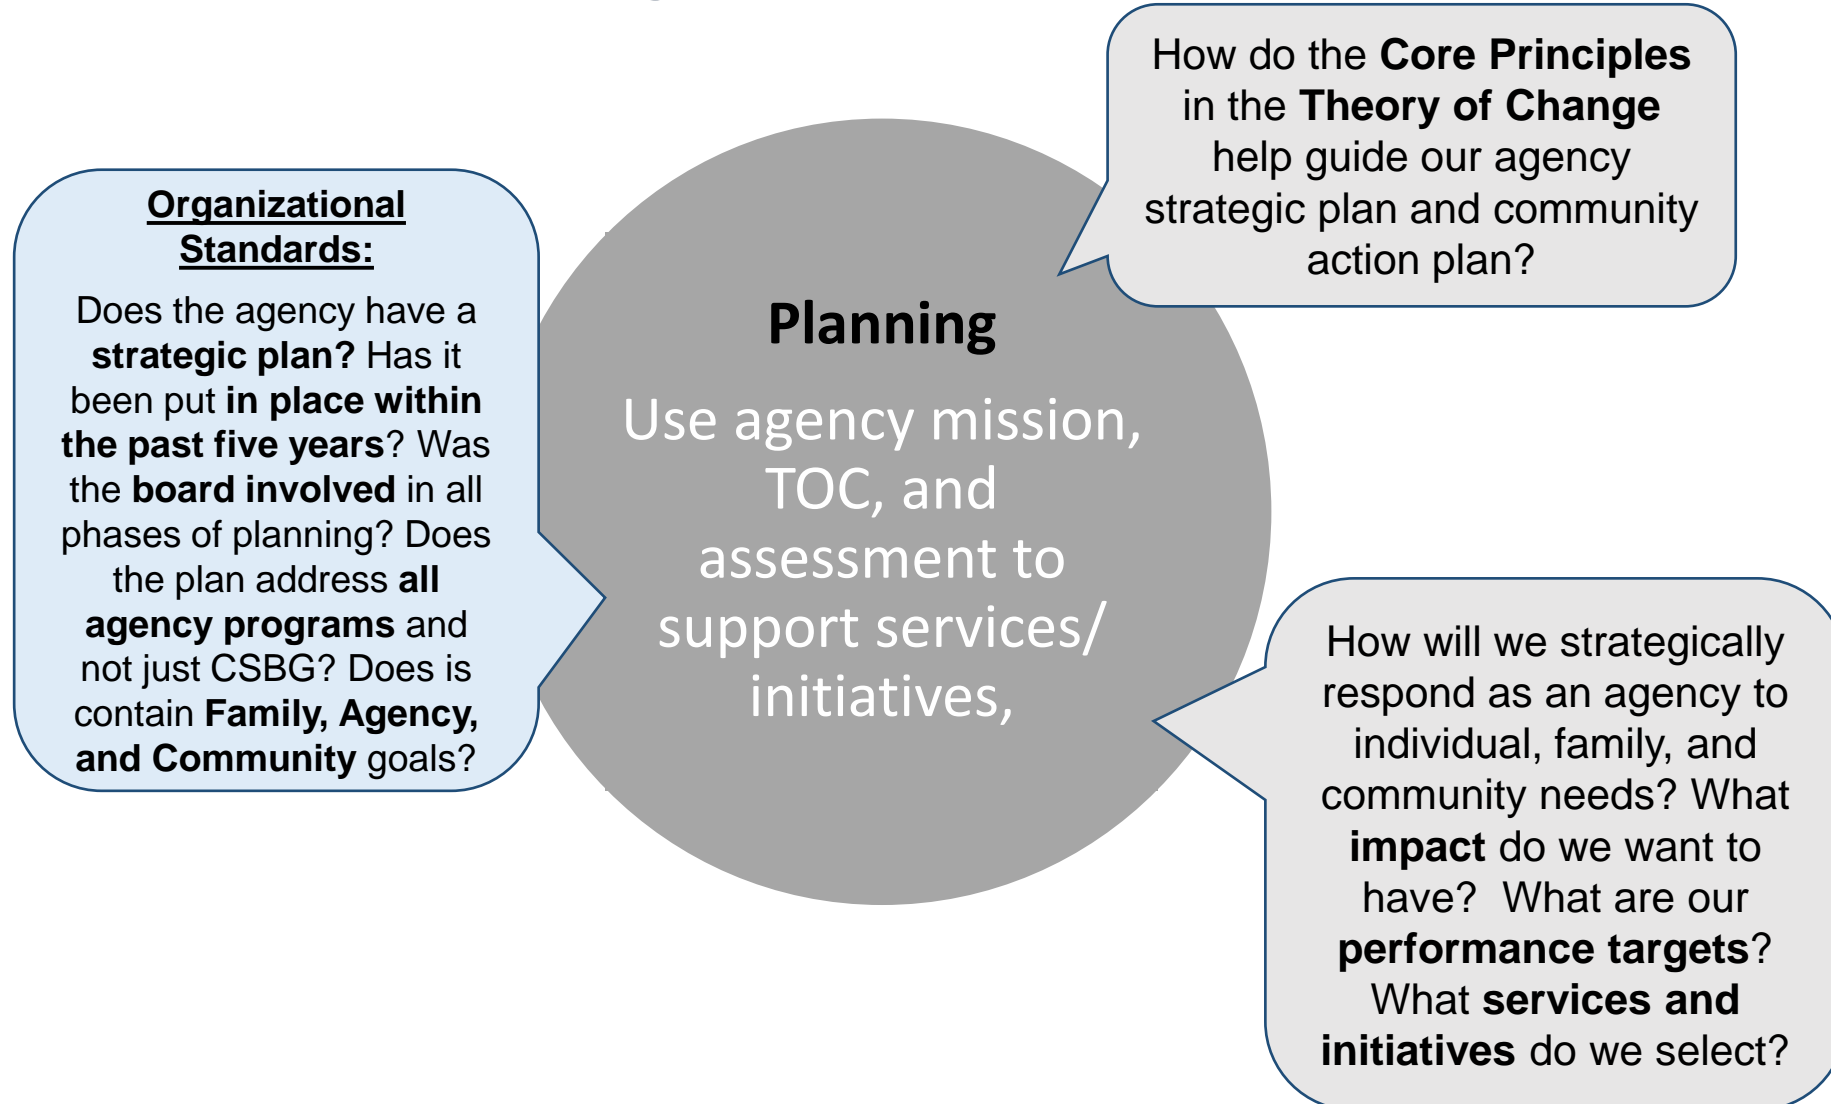 How do the Core Principles
in the Theory of Change
help guide our agency
strategic plan and community
action plan?
Organizational
Standards:
Does the agency have a
strategic plan? Has it
been put in place within
the past five years? Was
the board involved in all
phases of planning? Does
the plan address all
agency programs and
not just CSBG? Does is
contain Family, Agency,
and Community goals?
Planning
Use agency mission,
TOC, and
assessment to
support services/
initiatives,
How will we strategically
respond as an agency to
individual, family, and
community needs? What
impact do we want to
have?  What are our
performance targets?
What services and
initiatives do we select?